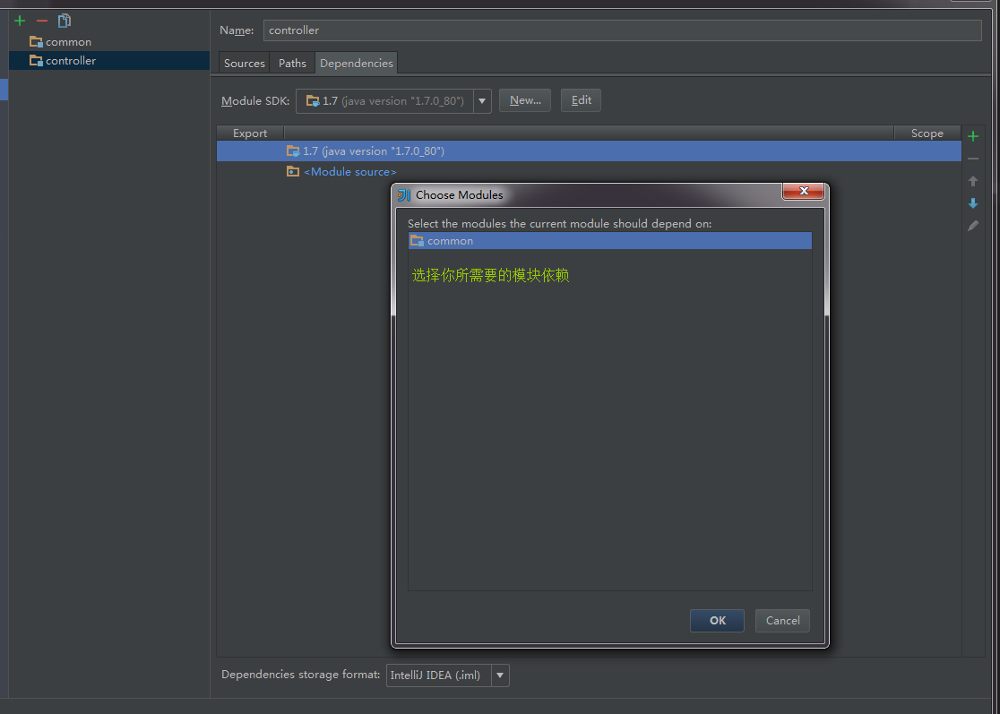 common
controller
Name: controller
Sources Paths Dependencies
Module SDK: 1.7 (java version "1.7.0_80") New... Edit
Export Scope
1.7 (java version "1.7.0_80")
<Module source>
Choose Modules
Select the modules the current module should depend on:
common
选择你所需要的模块依赖
OK Cancel
Dependencies storage format: IntelliJ IDEA (.iml)